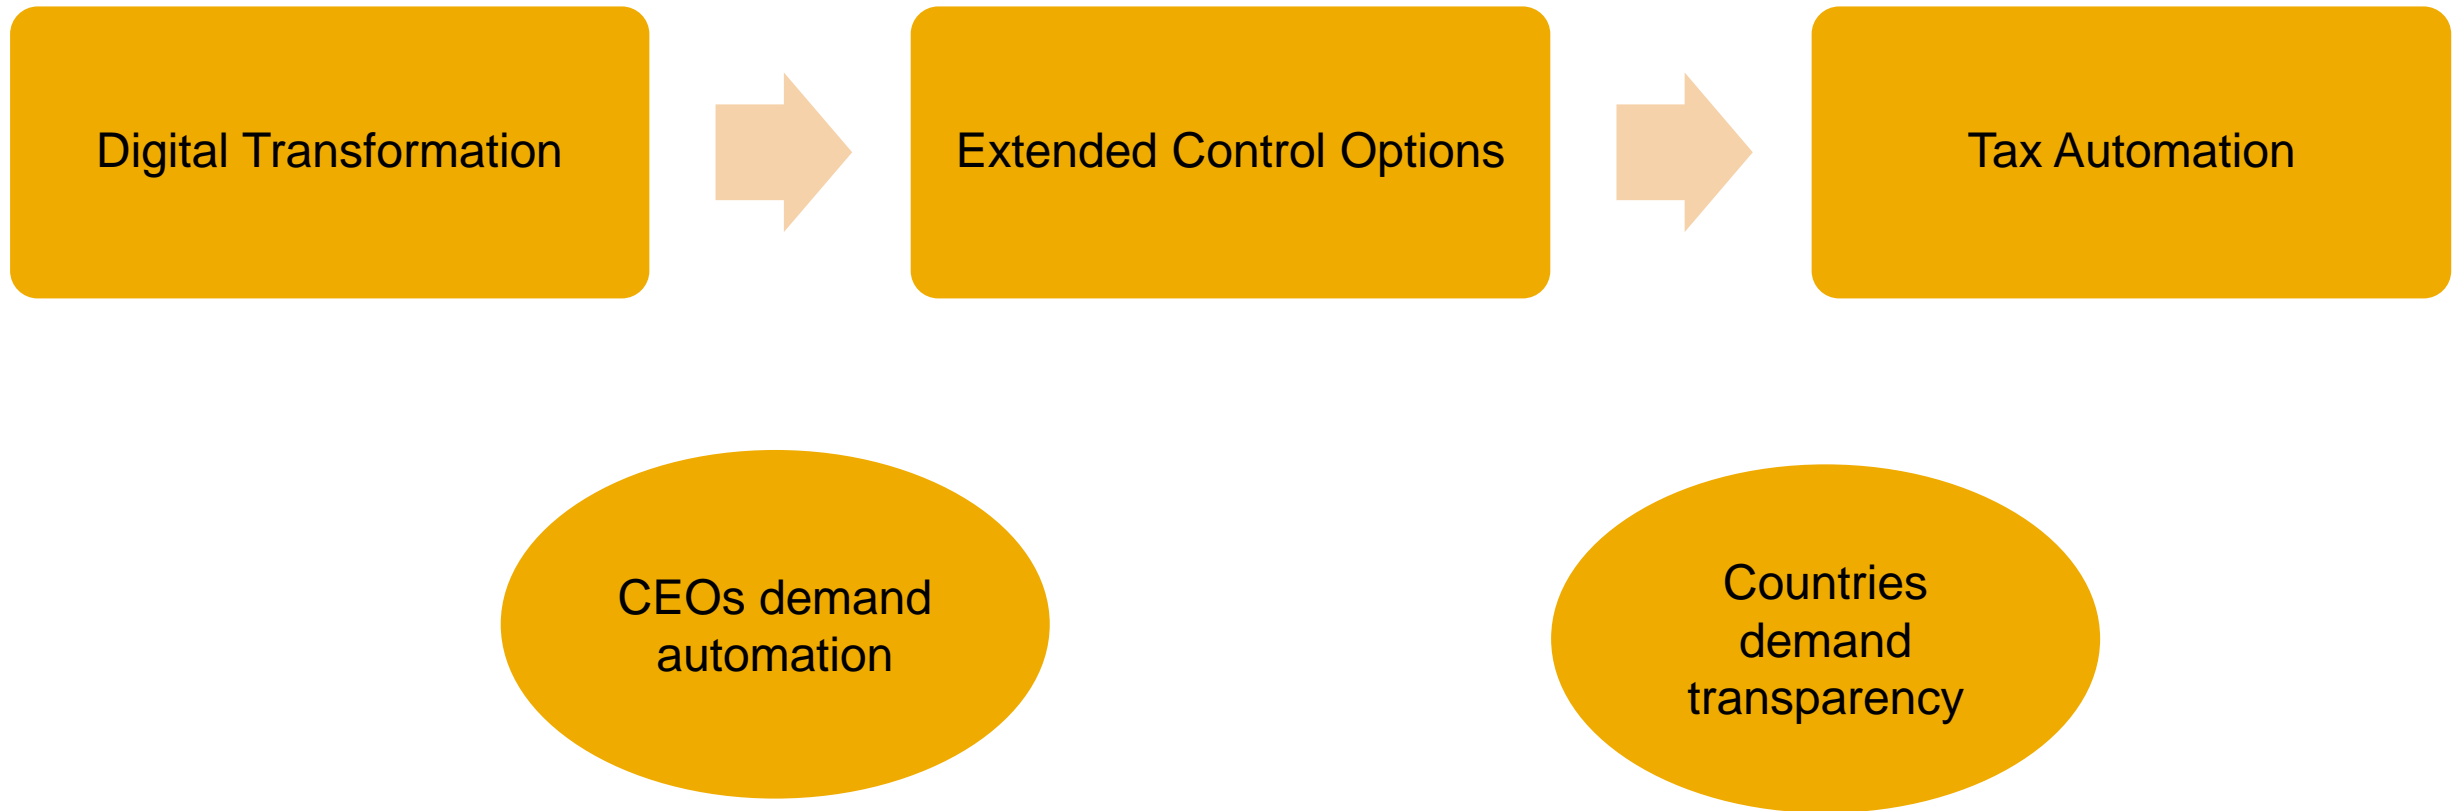 Digital Transformation
Extended Control Options
Tax Automation
CEOs demand
automation
Countries
demand
transparency